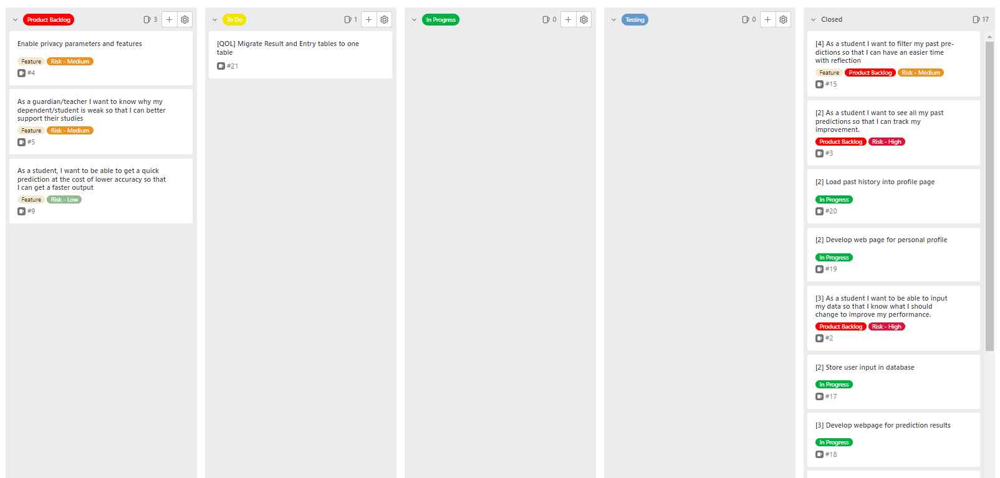 Product Backlog 3
Enable privacy parameters and features
Feature Risk - Medium
#4
As a guardian/teacher I want to know why my
dependent/student is weak so that I can better
support their studies
Feature Risk - Medium
#5
As a student, I want to be able to get a quick
prediction at the cost of lower accuracy so that
I can get a faster output
Feature Risk - Low
#9
To Do 1
[QOL] Migrate Result and Entry tables to one
table
#21
In Progress 0
Testing 0
Closed 17
[4] As a student I want to filter my past pre-
dictions so that I can have an easier time
with reflection
Feature Product Backlog Risk - Medium
#15
[2] As a student I want to see all my past
predictions so that I can track my
improvement.
Product Backlog Risk - High
#3
[2] Load past history into profile page
In Progress
#20
[2] Develop web page for personal profile
In Progress
#19
[3] As a student I want to be able to input
my data so that I know what I should
change to improve my performance.
Product Backlog Risk - High
#2
[2] Store user input in database
In Progress
#17
[3] Develop webpage for prediction results
In Progress
#18